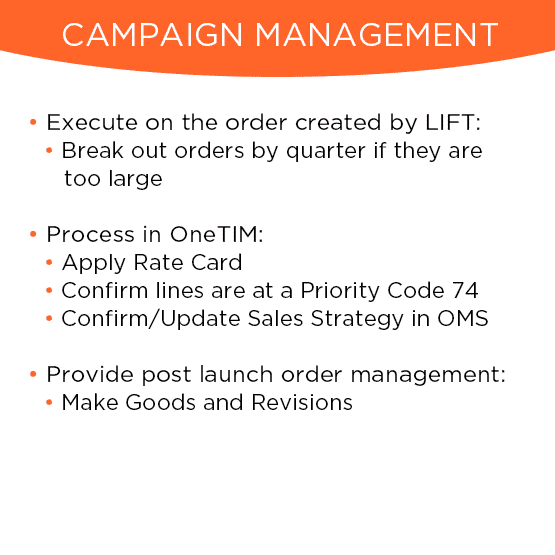 CAMPAIGN MANAGEMENT
• Execute on the order created by LIFT:
• Break out orders by quarter if they are
too large
• Process in OneTIM:
• Apply Rate Card
• Confirm lines are at a Priority Code 74
• Confirm/Update Sales Strategy in OMS
• Provide post launch order management:
• Make Goods and Revisions